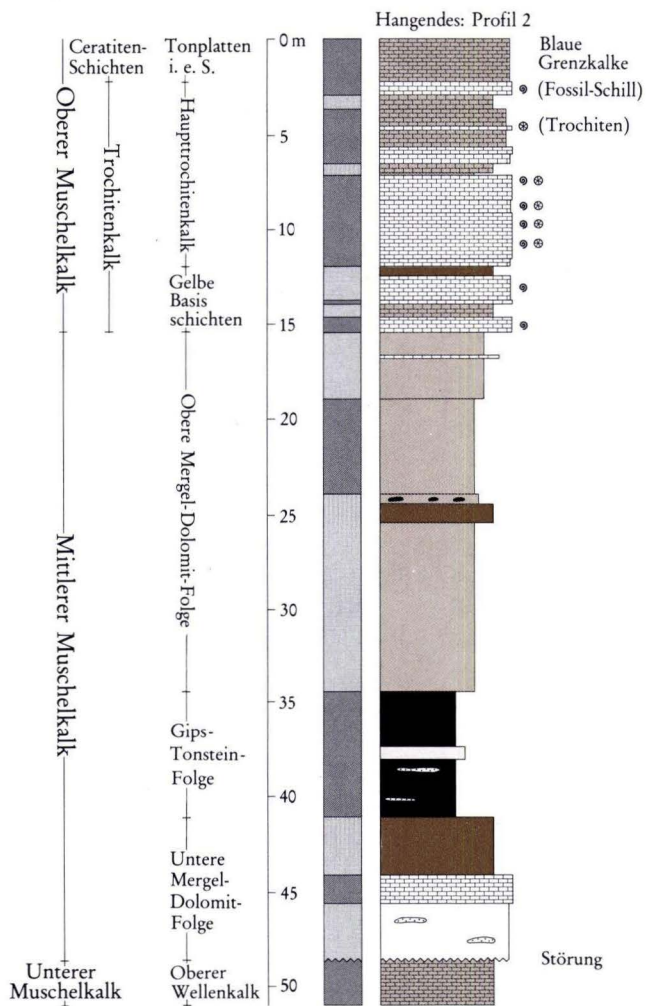 Hangendes: Profil 2
Ceratiten-
Schichten
Tonplatten
i. e. S.
0 m
Blaue
Grenzkalke
(Fossil-Schill)
(Trochiten)
Oberer Muschelkalk
Trochitenkalk
Haupttrochitenkalk
5
10
Gelbe
Basis
schichten
15
Mittlerer Muschelkalk
Obere Mergel-Dolomit-Folge
20
25
30
35
Gips-
Tonstein-
Folge
40
Untere
Mergel-
Dolomit-
Folge
45
Störung
Unterer
Muschelkalk
Oberer
Wellenkalk
50